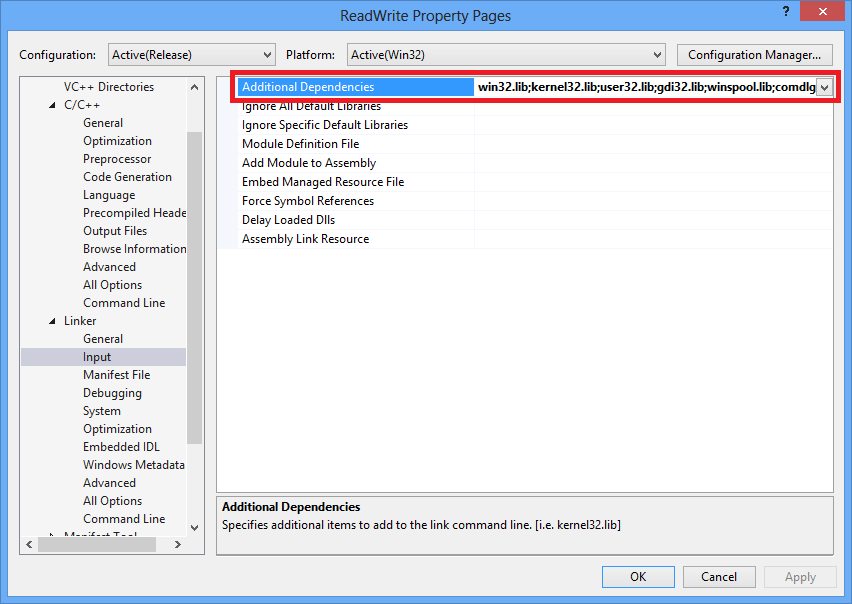 ReadWrite Property Pages
?
Configuration: Active(Release) Platform: Active(Win32) Configuration Manager...
VC++ Directories
C/C++
General
Optimization
Preprocessor
Code Generation
Language
Precompiled Heade
Output Files
Browse Information
Advanced
All Options
Command Line
Linker
General
Input
Manifest File
Debugging
System
Optimization
Embedded IDL
Windows Metadata
Advanced
All Options
Command Line
Manifest Tool
Additional Dependencies win32.lib;kernel32.lib;user32.lib;gdi32.lib;winspool.lib;comdlg
Ignore All Default Libraries
Ignore Specific Default Libraries
Module Definition File
Add Module to Assembly
Embed Managed Resource File
Force Symbol References
Delay Loaded Dlls
Assembly Link Resource
Additional Dependencies
Specifies additional items to add to the link command line. [i.e. kernel32.lib]
OK Cancel Apply